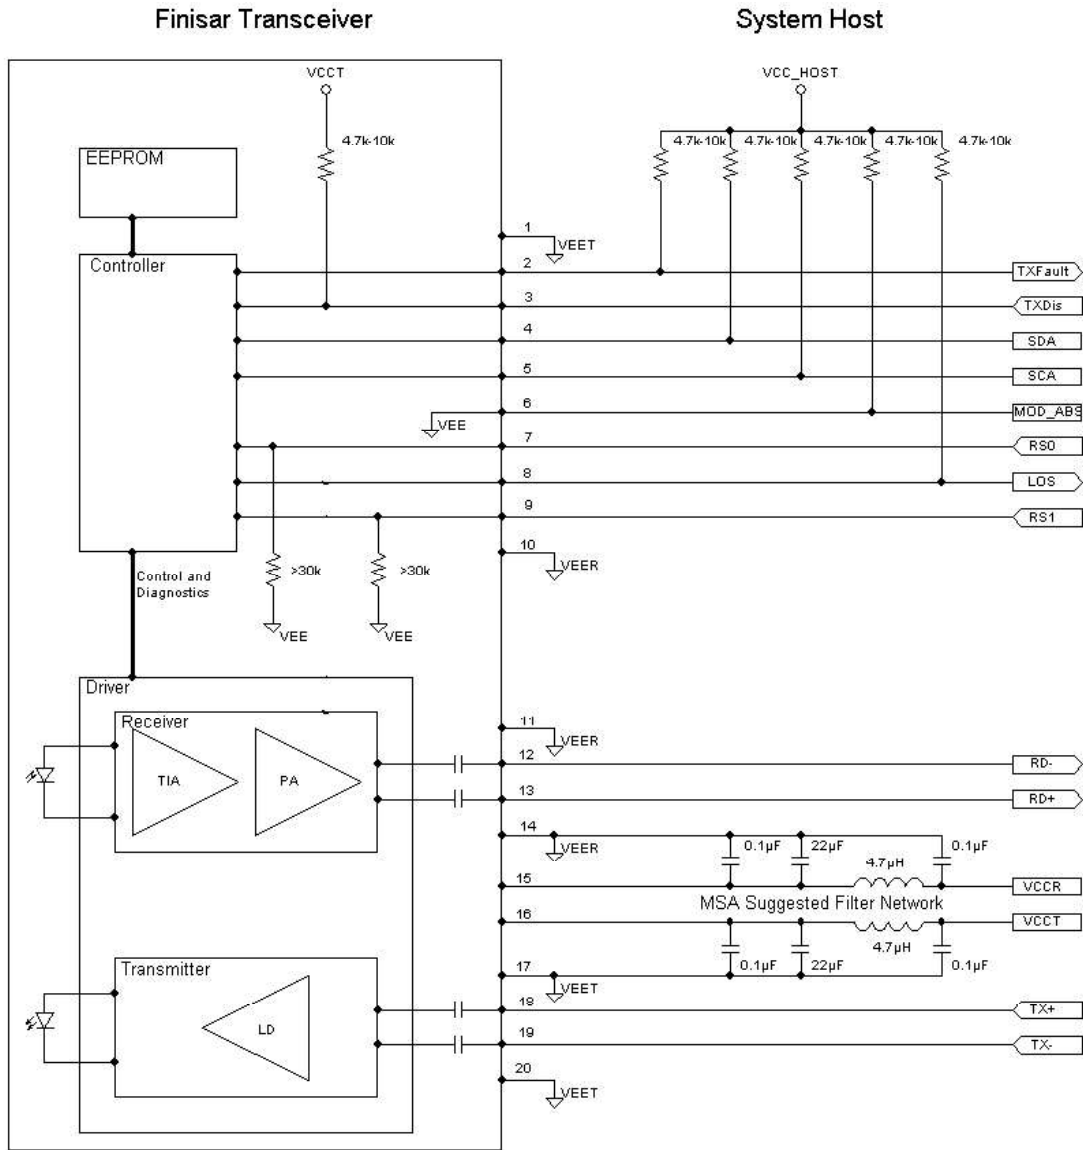 Finisar Transceiver
System Host
VCCT
VCC_HOST
4.7k-10k
4.7k-10k
4.7k-10k
4.7k-10k
4.7k-10k
4.7k-10k
EEPROM
1
VEET
Controller
2
TXFault
3
TXDis
4
SDA
5
SCA
6
MOD_ABS
VEE
7
RS0
8
LOS
9
RS1
10
VEER
>30k
>30k
Control and
Diagnostics
VEE
VEE
Driver
Receiver
11
VEER
12
RD-
TIA
PA
13
RD+
14
VEER
0.1µF
22µF
0.1µF
4.7µH
15
VCCR
MSA Suggested Filter Network
16
VCCT
4.7µH
Transmitter
17
0.1µF
22µF
0.1µF
VEET
18
TX+
LD
19
TX-
20
VEET